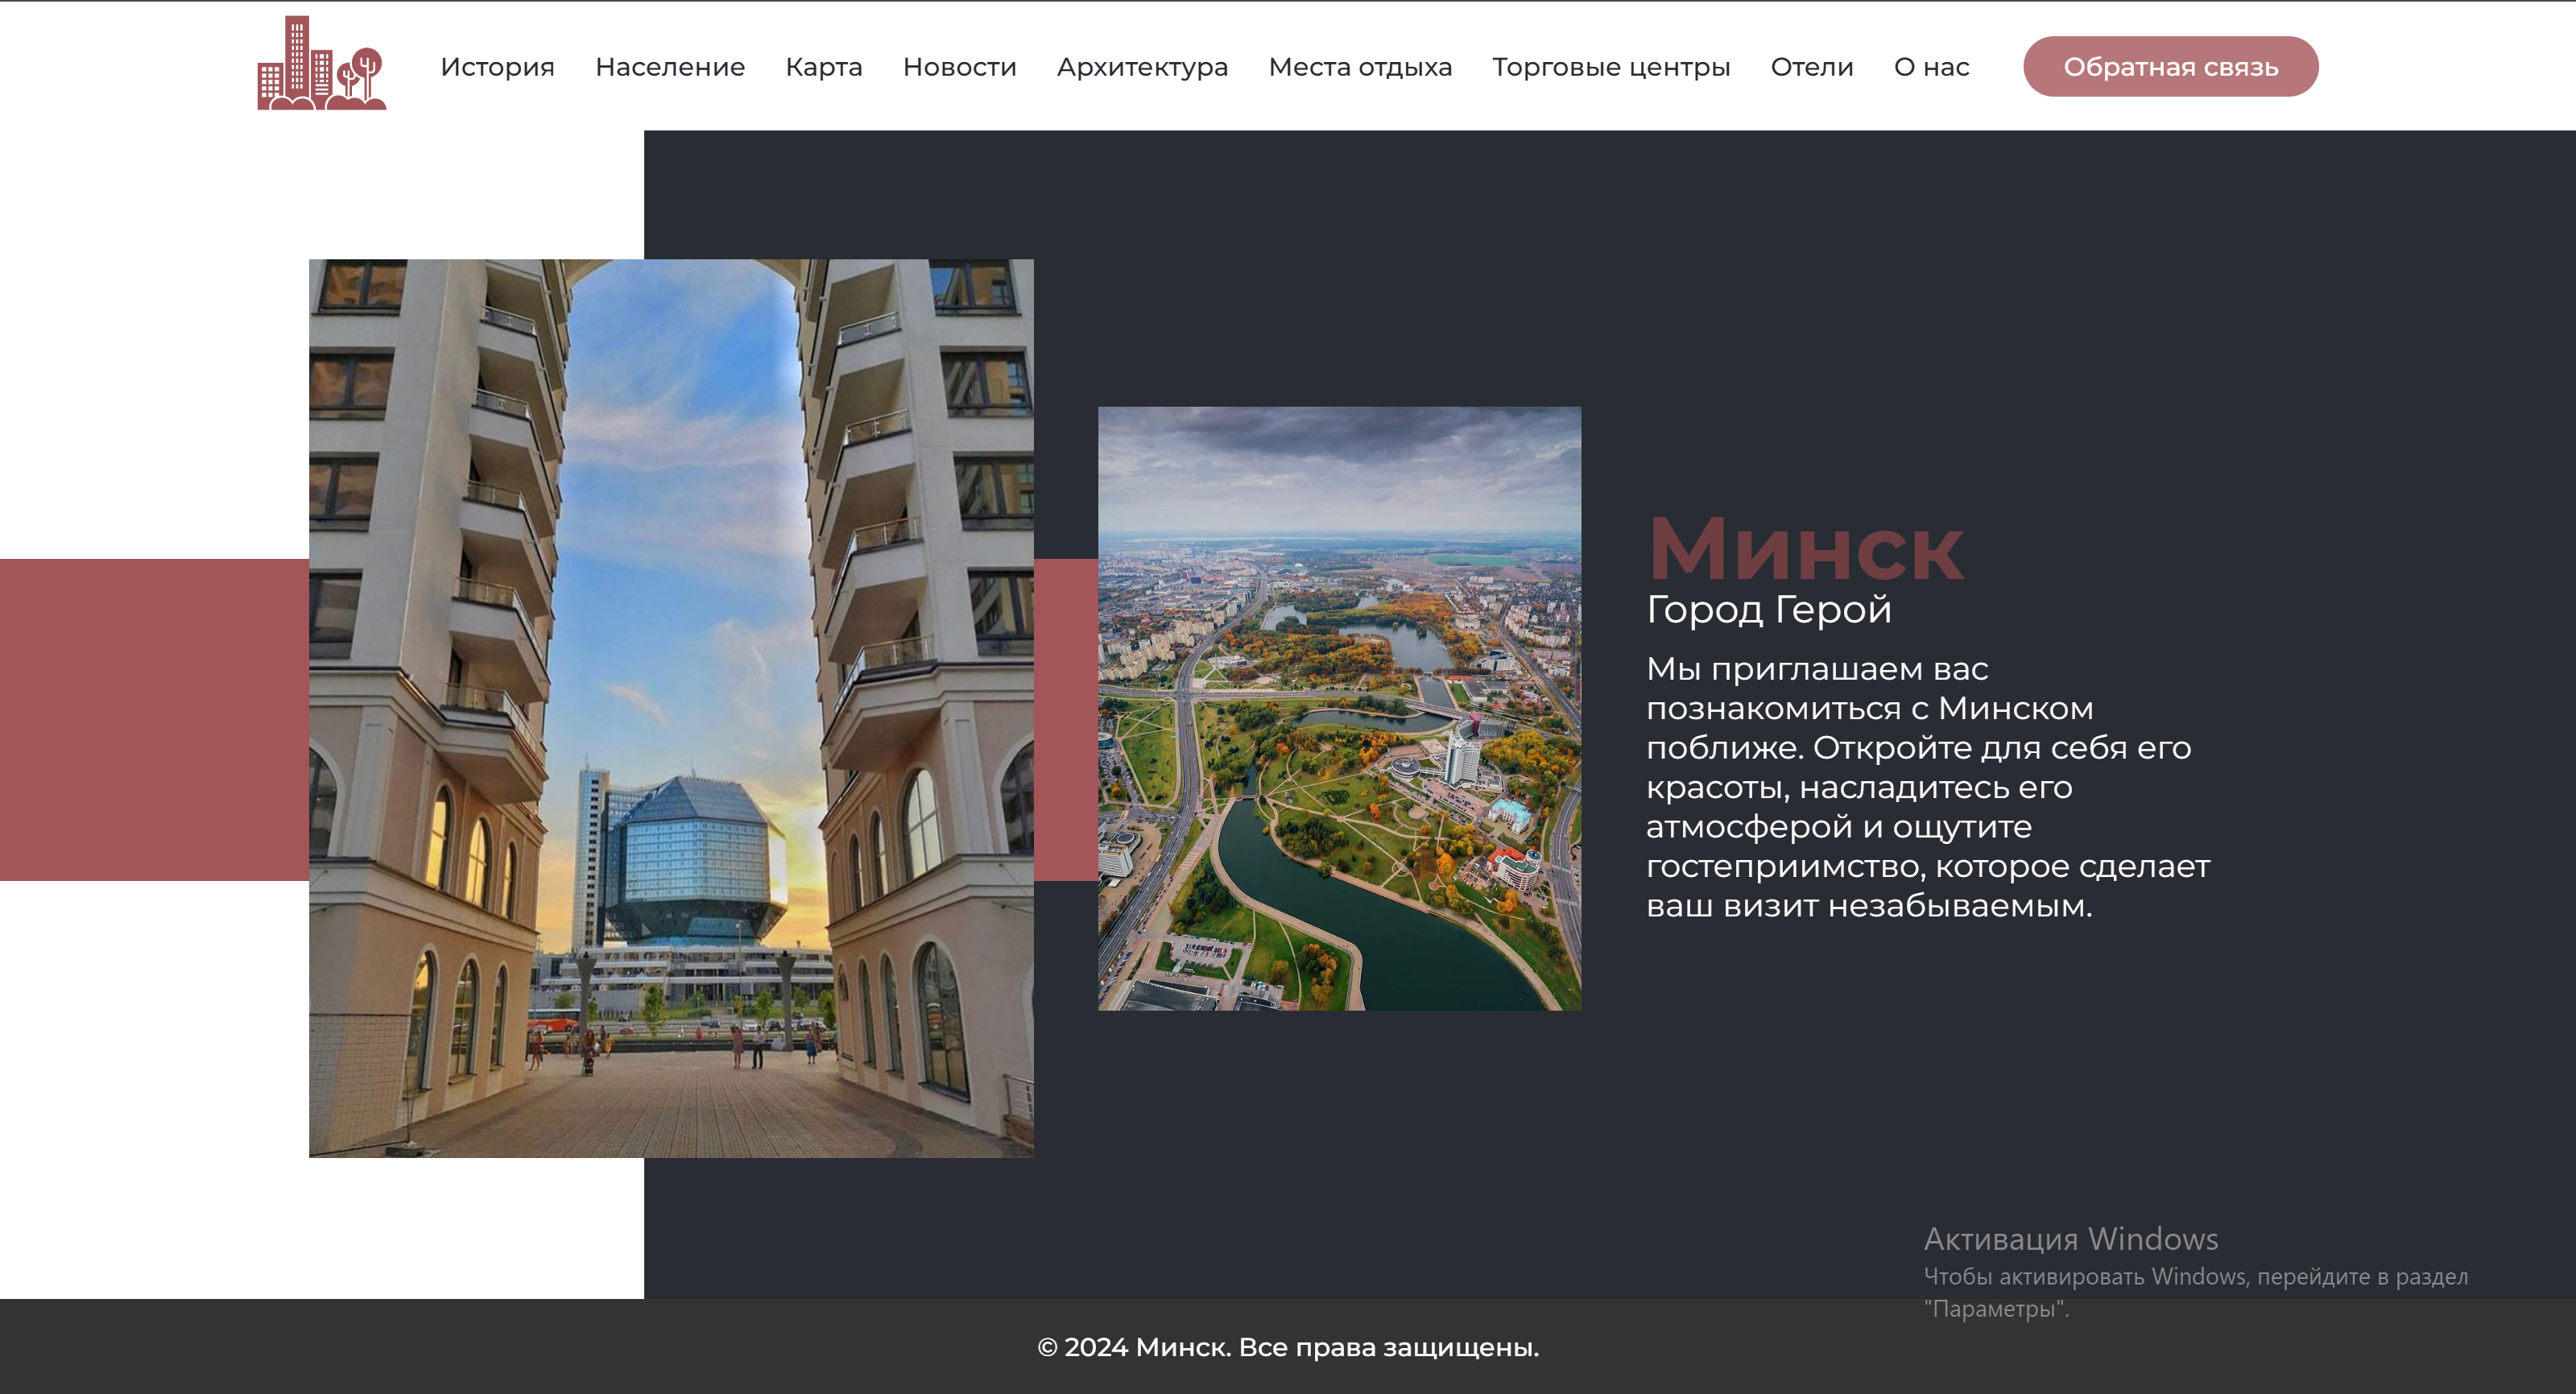 История Население Карта Новости Архитектура Места отдыха Торговые центры Отели О нас Обратная связь
Минск
Город Герой
Мы приглашаем вас
познакомиться с Минском
поближе. Откройте для себя его
красоты, насладитесь его
атмосферой и ощутите
гостеприимство, которое сделает
ваш визит незабываемым.
Активация Windows
Чтобы активировать Windows, перейдите в раздел
"Параметры".
© 2024 Минск. Все права защищены.